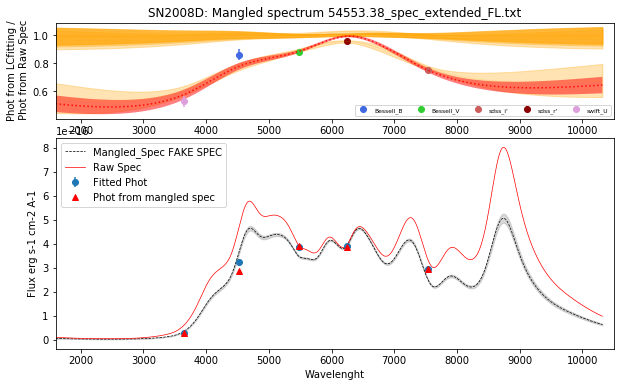 SN2008D: Mangled spectrum 54553.38_spec_extended_FL.txt
Phot from LCfitting /
Phot from Raw Spec
1.0
0.8
0.6
Bessell_B
Bessell_V
sdss_i'
sdss_r'
swift_U
2000 3000 4000 5000 6000 7000 8000 9000 10000
Flux erg s-1 cm-2 A-1
8
7
6
5
4
3
2
1
0
Mangled_Spec FAKE SPEC
Raw Spec
Fitted Phot
Phot from mangled spec
2000 3000 4000 5000 6000 7000 8000 9000 10000
Wavelenght